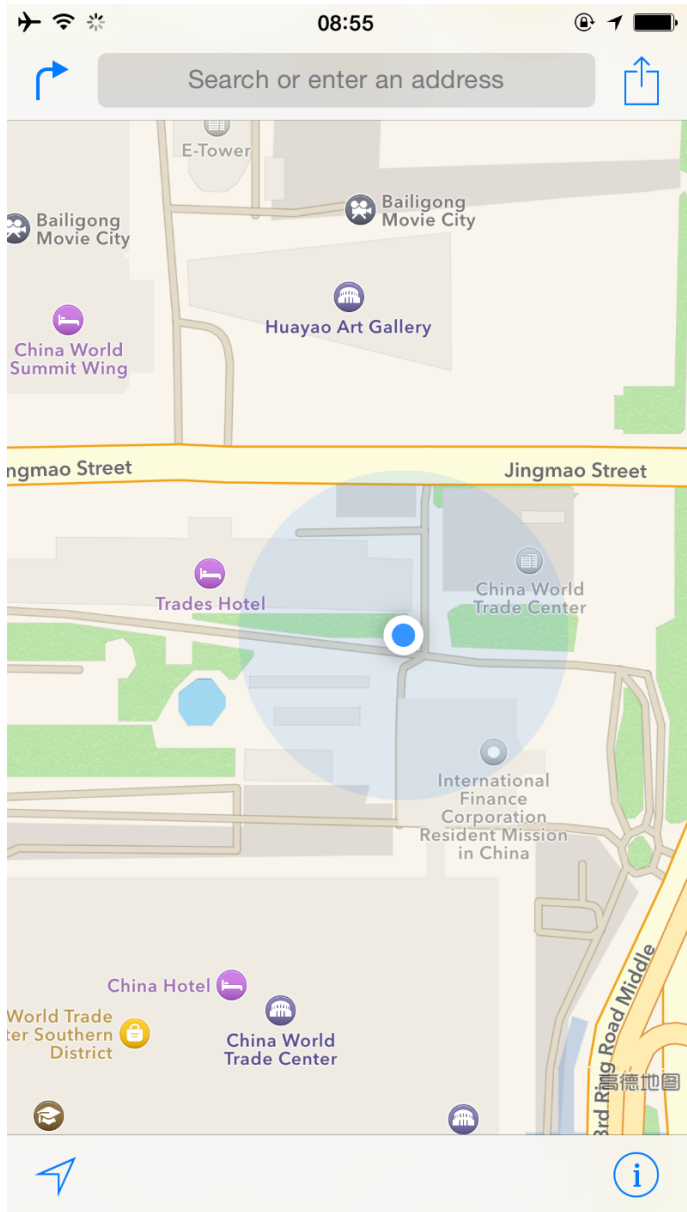 08:55
Search or enter an address
E-Tower
Bailigong
Movie City
Bailigong
Movie City
Huayao Art Gallery
China World
Summit Wing
ngmao Street
Jingmao Street
Trades Hotel
China World
Trade Center
International
Finance
Corporation
Resident Mission
in China
China Hotel
World Trade
ter Southern
District
China World
Trade Center
3rd Ring Road Middle
高德地图